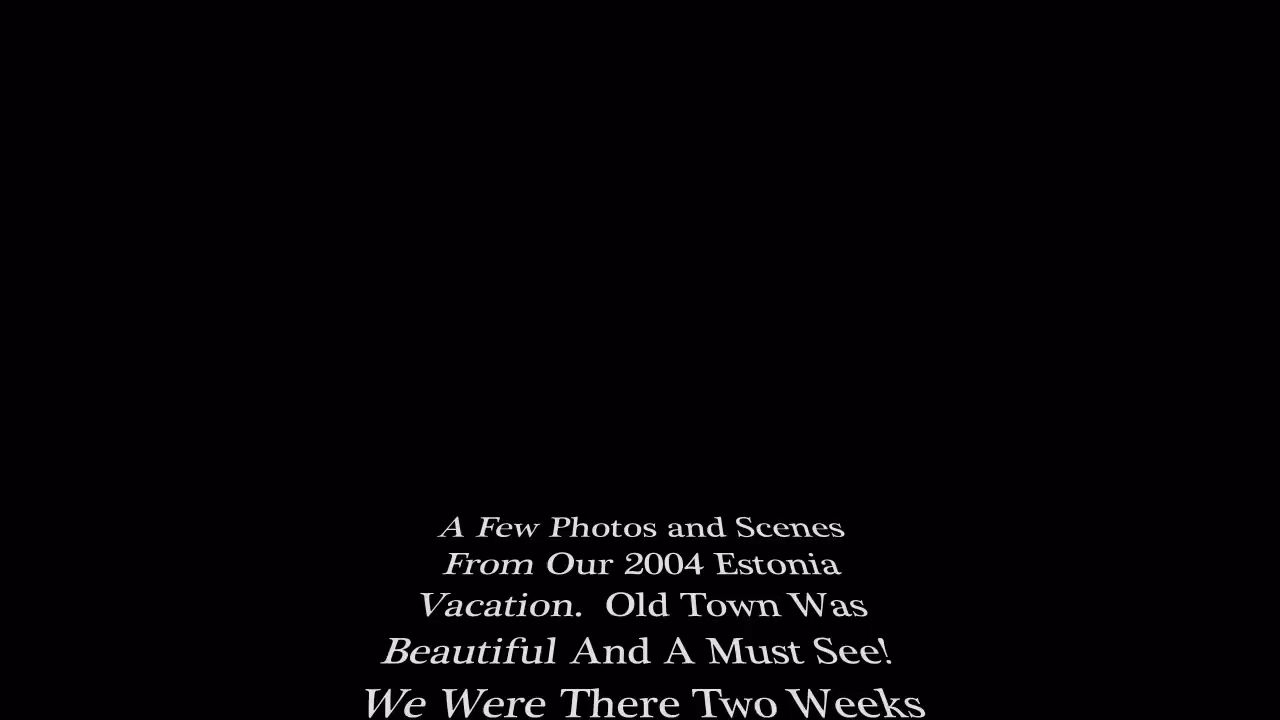 A Few Photos and Scenes
From Our 2004 Estonia
Vacation.  Old Town Was
Beautiful And A Must See!
We Were There Two Weeks